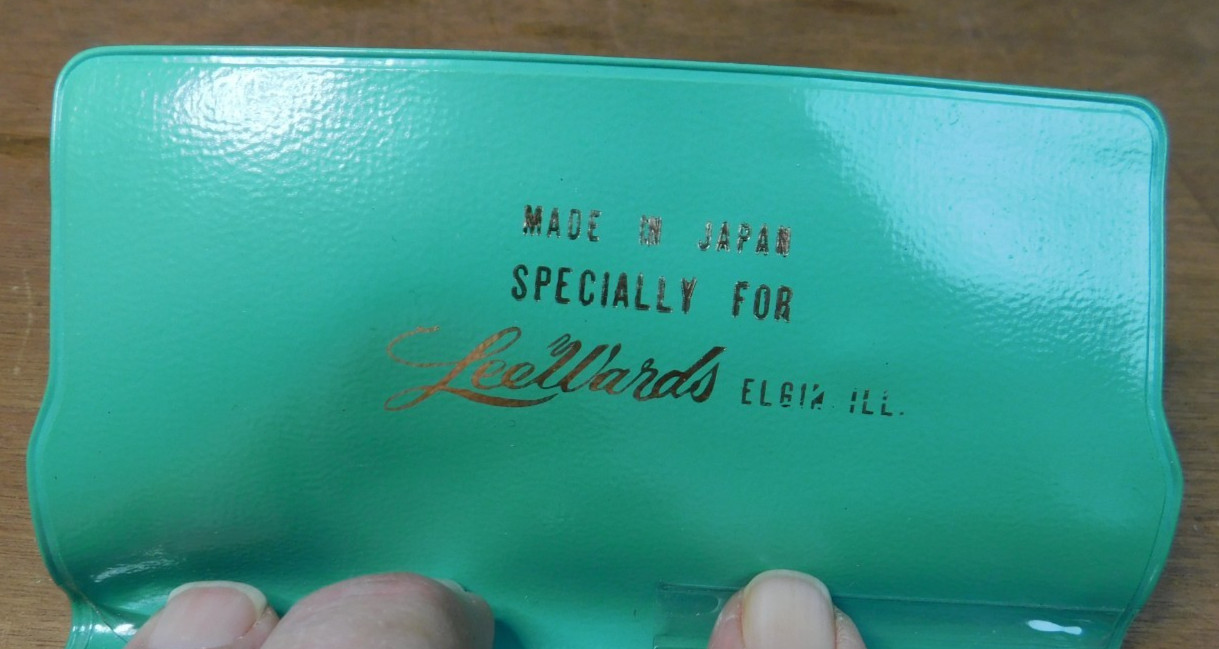 MADE IN JAPAN
SPECIALLY FOR
LeeWards ELGIN ILL.